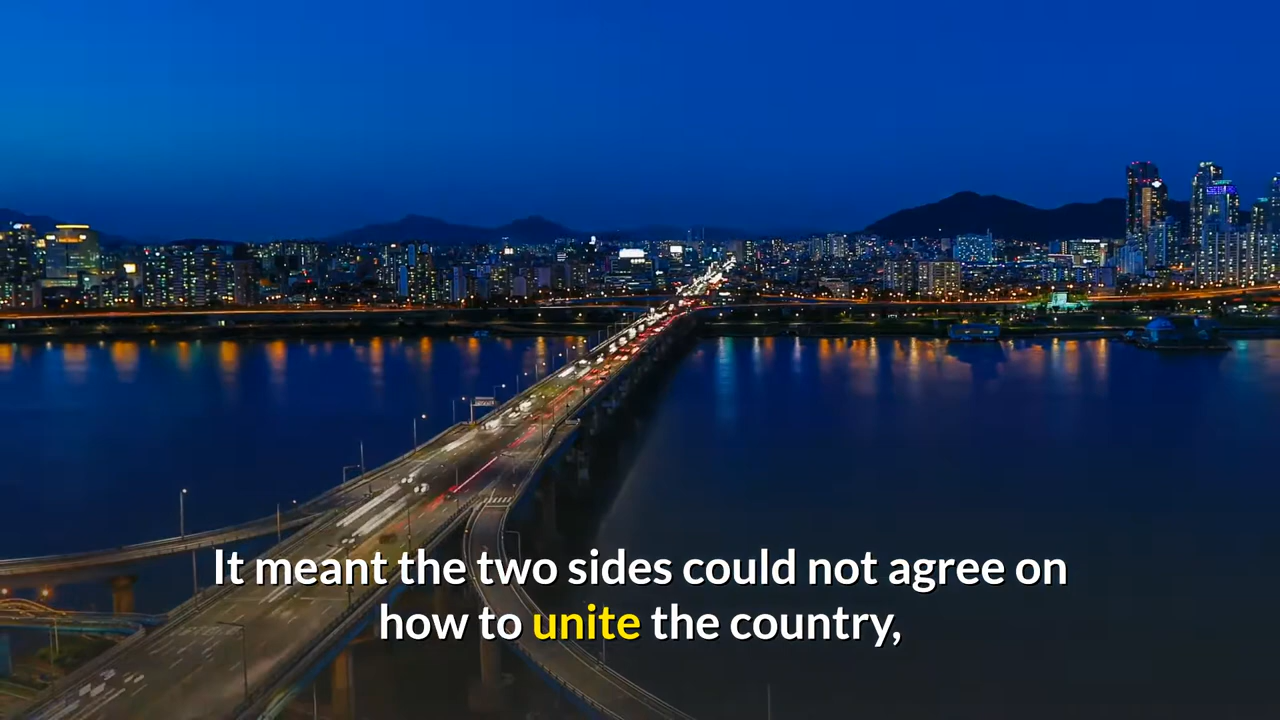 It meant the two sides could not agree on
how to unite the country,